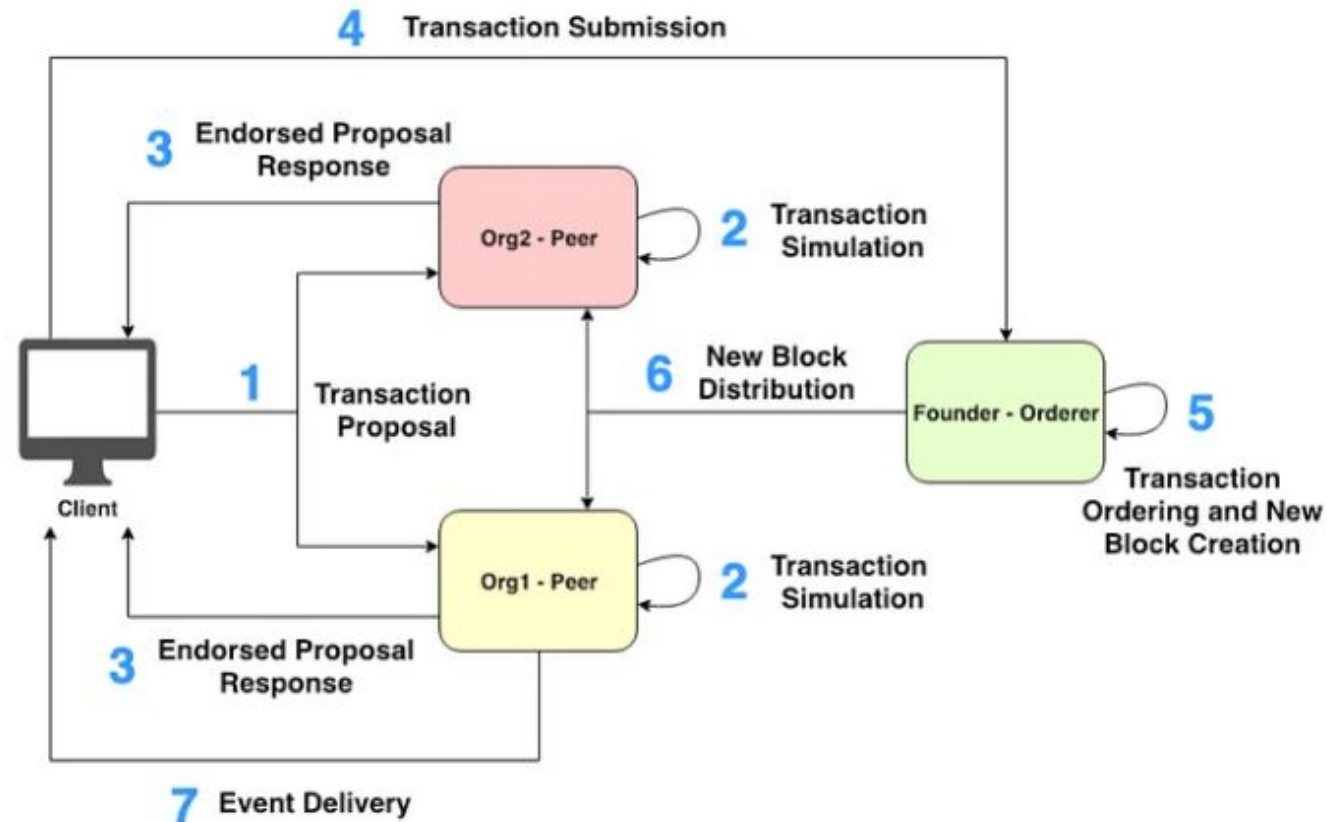 4 Transaction Submission
3 Endorsed Proposal
Response
Org2 - Peer
2 Transaction
Simulation
1 Transaction
Proposal
6 New Block
Distribution
Founder - Orderer
5
Transaction
Ordering and New
Block Creation
Client
Org1 - Peer
2 Transaction
Simulation
3 Endorsed Proposal
Response
7 Event Delivery